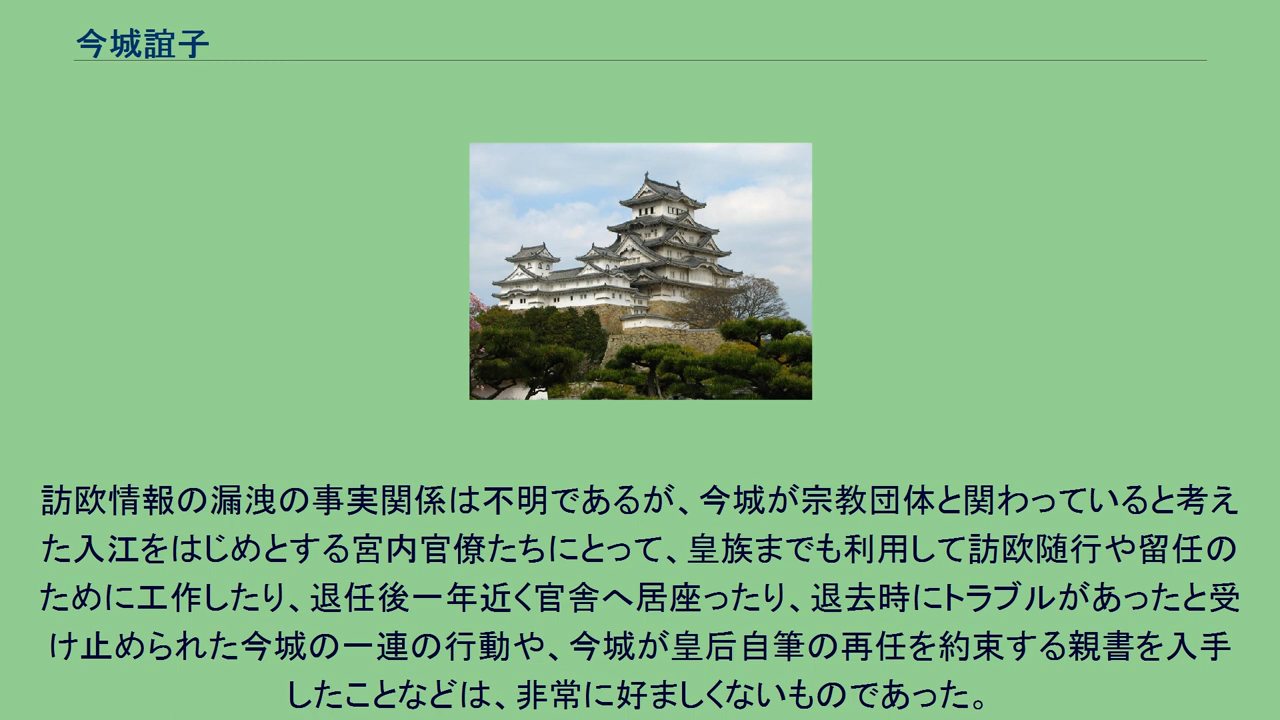 今城誼子
訪欧情報の漏洩の事実関係は不明であるが、今城が宗教団体と関わっていると考え
た入江をはじめとする宮内官僚たちにとって、皇族までも利用して訪欧随行や留任の
ために工作したり、退任後一年近く官舎へ居座ったり、退去時にトラブルがあったと受
け止められた今城の一連の行動や、今城が皇后自筆の再任を約束する親書を入手
したことなどは、非常に好ましくないものであった。